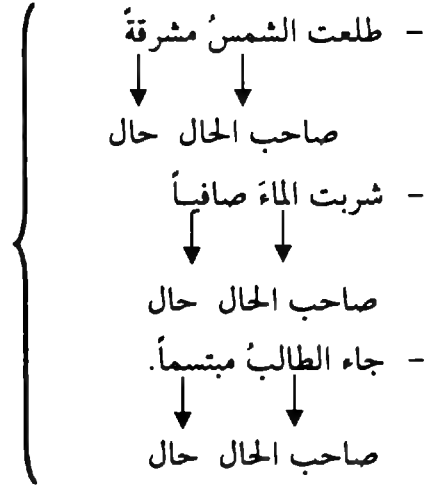 - طلعت الشمسُ مشرقةً
صاحب الحال حال
- شربت الماءَ صافياً
صاحب الحال حال
- جاء الطالبُ مبتسماً.
صاحب الحال حال